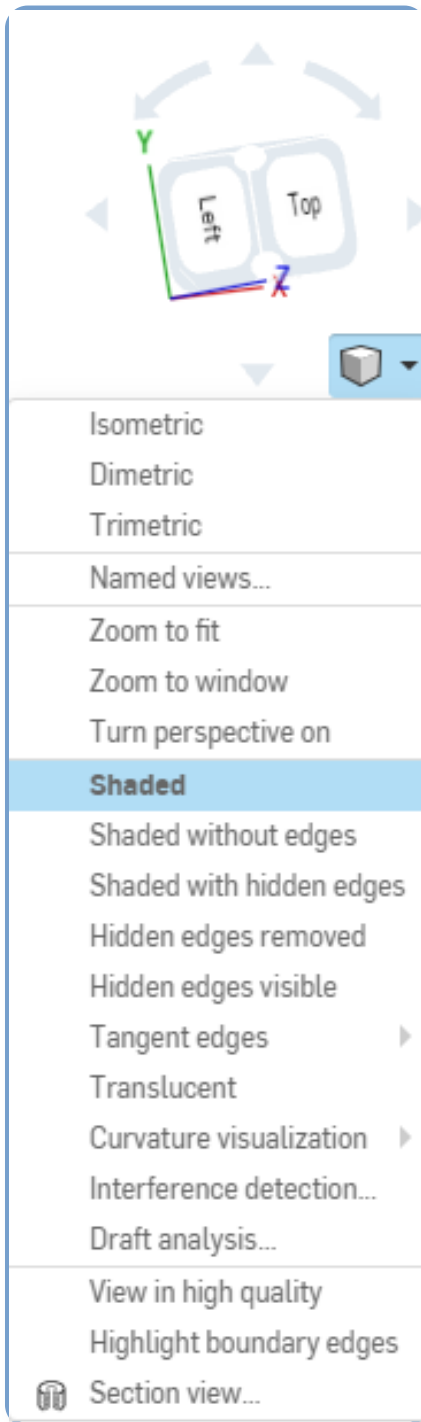 Y
Left
Top
Z
X
Isometric
Dimetric
Trimetric
Named views...
Zoom to fit
Zoom to window
Turn perspective on
Shaded
Shaded without edges
Shaded with hidden edges
Hidden edges removed
Hidden edges visible
Tangent edges
Translucent
Curvature visualization
Interference detection...
Draft analysis...
View in high quality
Highlight boundary edges
Section view...